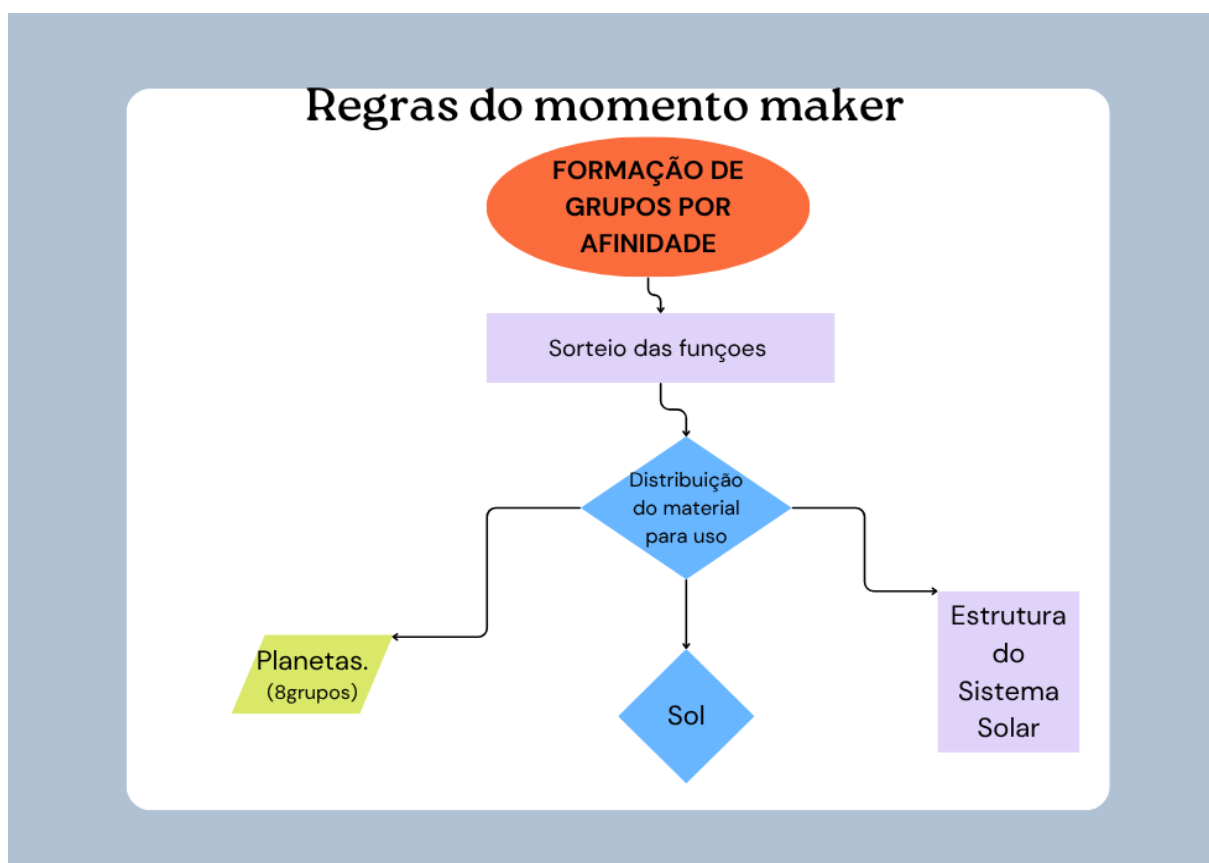 Regras do momento maker
FORMAÇÃO DE
GRUPOS POR
AFINIDADE
Sorteio das funçoes
Distribuição
do material
para uso
Planetas.
(8grupos)
Sol
Estrutura
do
Sistema
Solar